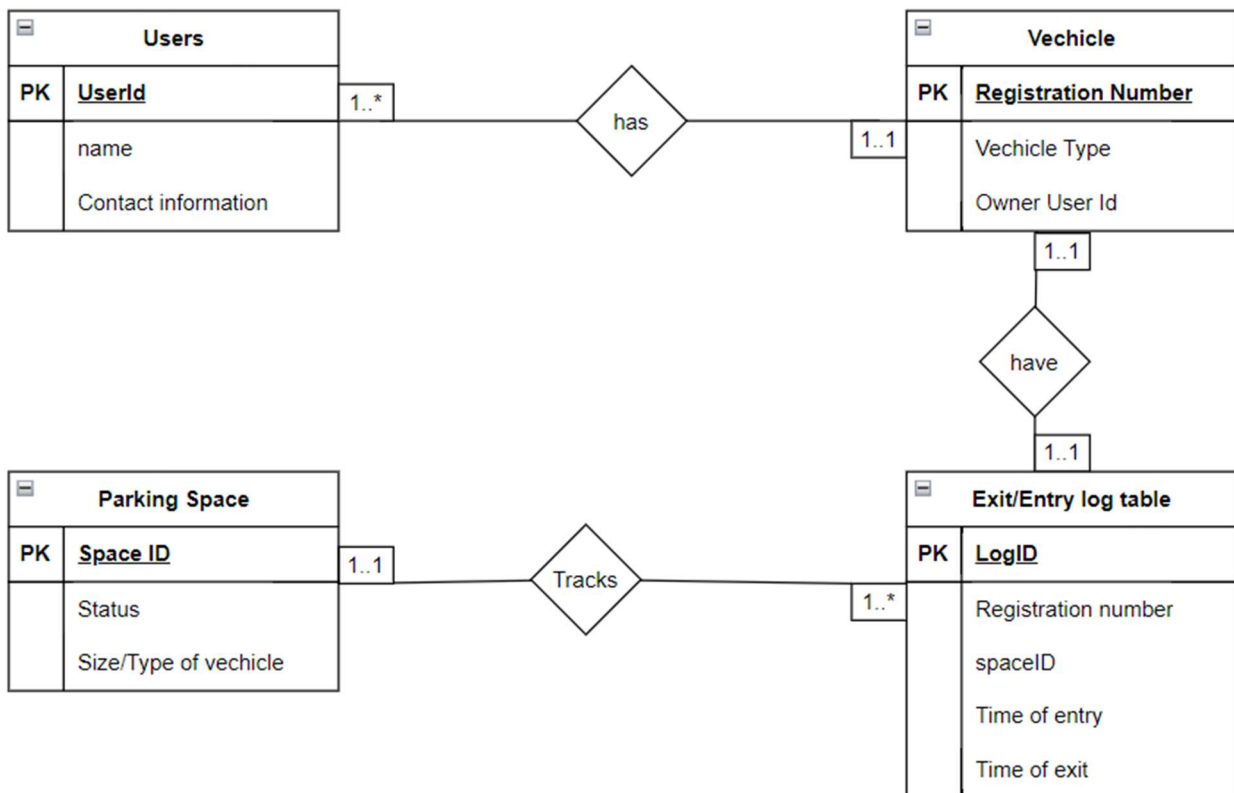 Users
PK UserId
name
Contact information
1..*
has
1..1
Vechicle
PK Registration Number
Vechicle Type
Owner User Id
1..1
have
1..1
Parking Space
PK Space ID
Status
Size/Type of vechicle
1..1
Tracks
1..*
Exit/Entry log table
PK LogID
Registration number
spaceID
Time of entry
Time of exit